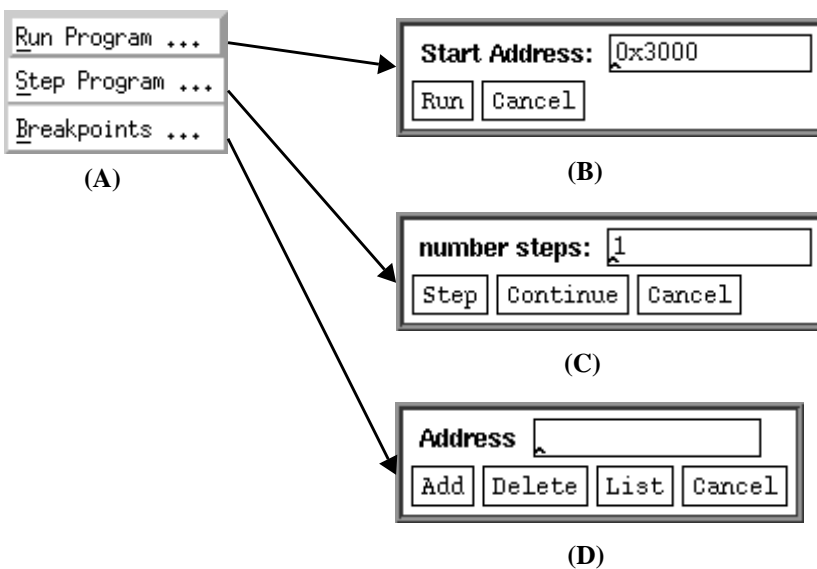 Run Program ...
Step Program ...
Breakpoints ...
(A)
Start Address: 0x3000
Run Cancel
(B)
number steps: 1
Step Continue Cancel
(C)
Address
Add Delete List Cancel
(D)